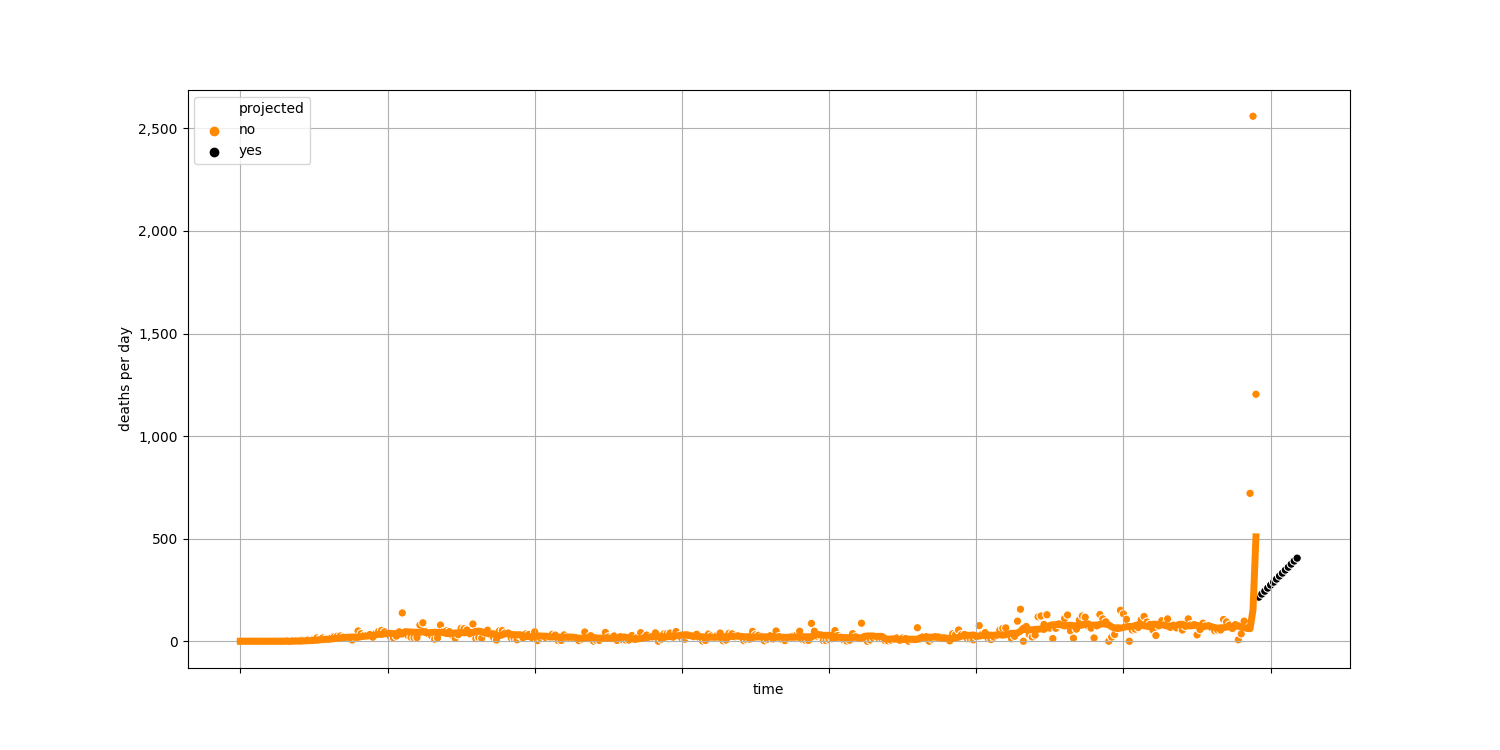 projected
no
yes
2,500
2,000
1,500
1,000
500
0
deaths per day
time